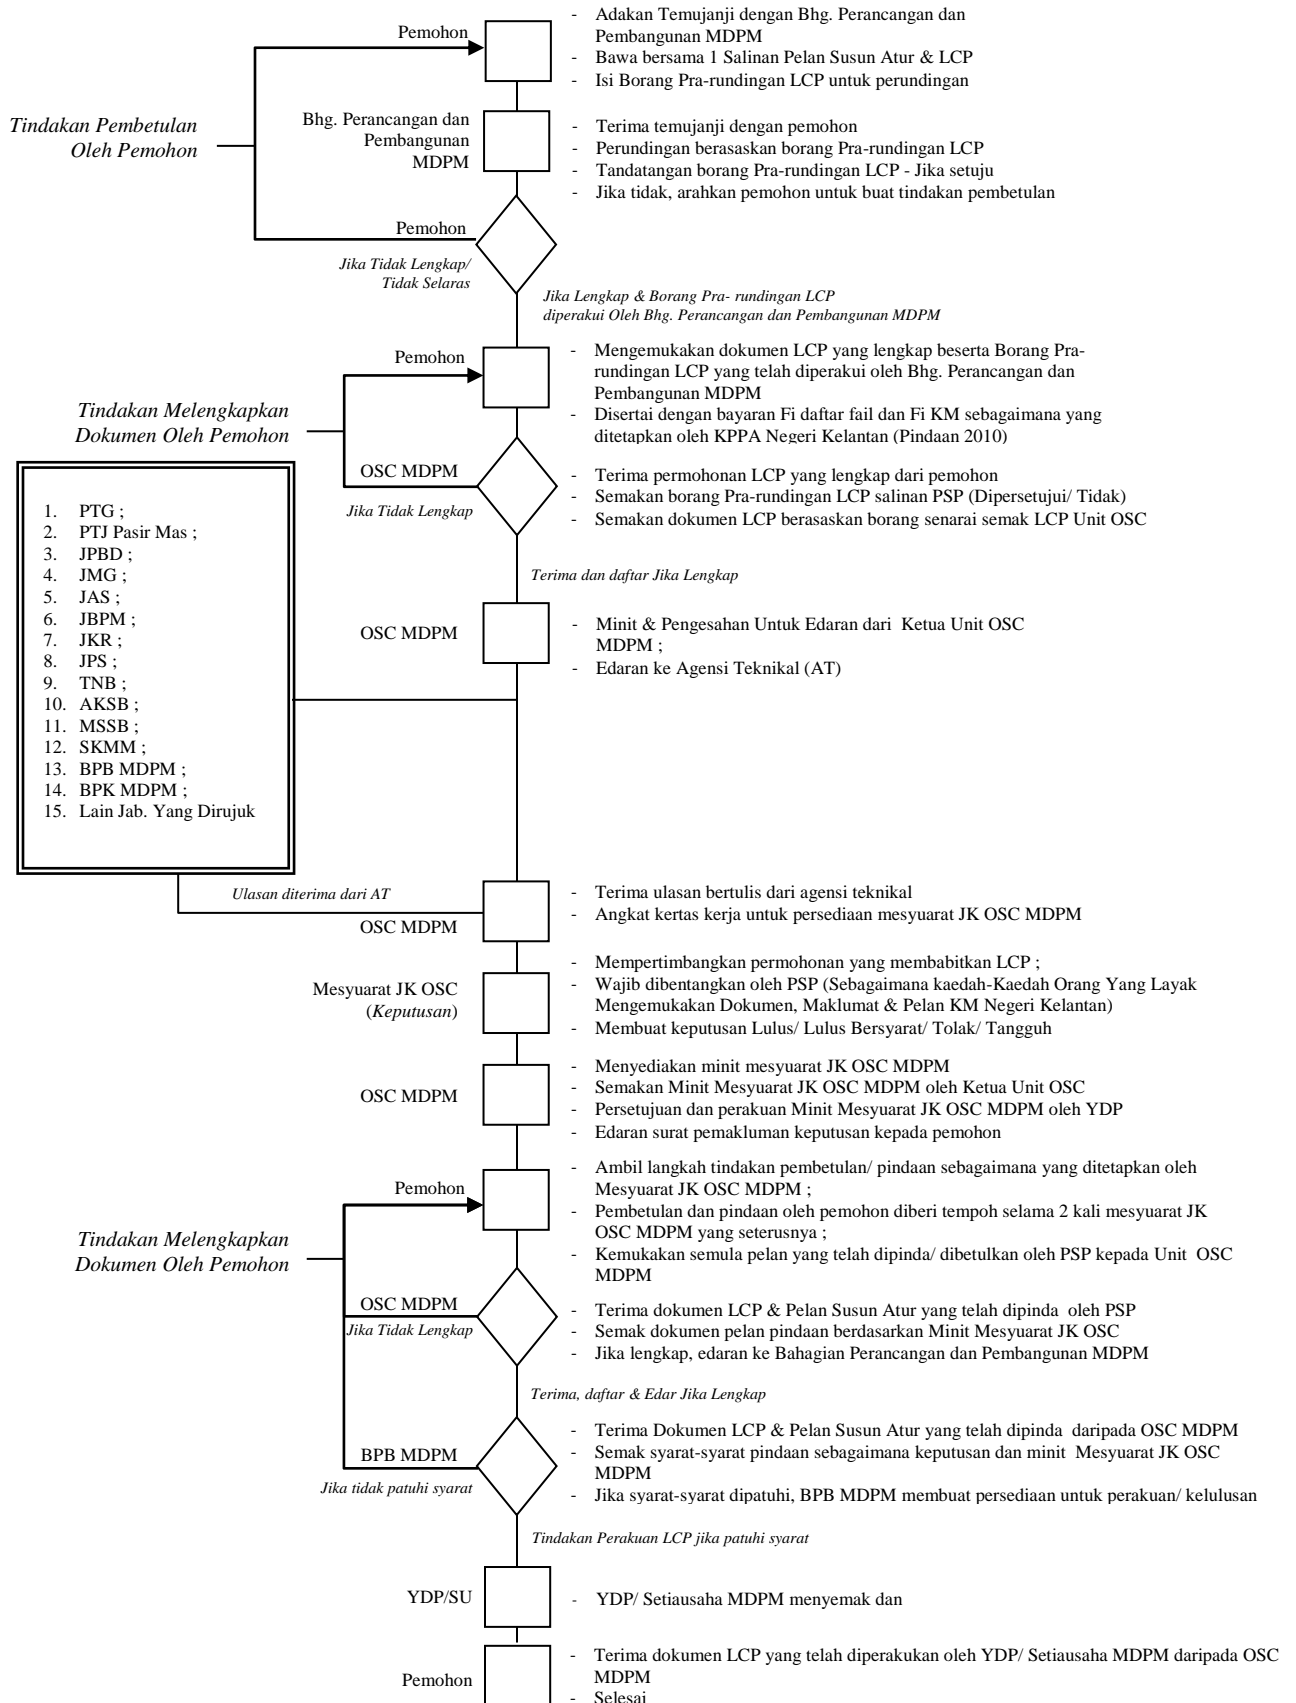 Pemohon
- Adakan Temujanji dengan Bhg. Perancangan dan
Pembangunan MDPM
- Bawa bersama 1 Salinan Pelan Susun Atur & LCP
- Isi Borang Pra-rundingan LCP untuk perundingan
Tindakan Pembetulan
Oleh Pemohon
Bhg. Perancangan dan
Pembangunan
MDPM
- Terima temujanji dengan pemohon
- Perundingan berasaskan borang Pra-rundingan LCP
- Tandatangan borang Pra-rundingan LCP - Jika setuju
- Jika tidak, arahkan pemohon untuk buat tindakan pembetulan
Pemohon
Jika Tidak Lengkap/
Tidak Selaras
Jika Lengkap & Borang Pra- rundingan LCP
diperakui Oleh Bhg. Perancangan dan Pembangunan MDPM
Pemohon
- Mengemukakan dokumen LCP yang lengkap beserta Borang Pra-
rundingan LCP yang telah diperakui oleh Bhg. Perancangan dan
Pembangunan MDPM
- Disertai dengan bayaran Fi daftar fail dan Fi KM sebagaimana yang
ditetapkan oleh KPPA Negeri Kelantan (Pindaan 2010)
Tindakan Melengkapkan
Dokumen Oleh Pemohon
OSC MDPM
Jika Tidak Lengkap
- Terima permohonan LCP yang lengkap dari pemohon
- Semakan borang Pra-rundingan LCP salinan PSP (Dipersetujui/ Tidak)
- Semakan dokumen LCP berasaskan borang senarai semak LCP Unit OSC
Terima dan daftar Jika Lengkap
1. PTG ;
2. PTJ Pasir Mas ;
3. JPBD ;
4. JMG ;
5. JAS ;
6. JBPM ;
7. JKR ;
8. JPS ;
9. TNB ;
10. AKSB ;
11. MSSB ;
12. SKMM ;
13. BPB MDPM ;
14. BPK MDPM ;
15. Lain Jab. Yang Dirujuk
OSC MDPM
- Minit & Pengesahan Untuk Edaran dari Ketua Unit OSC
MDPM ;
- Edaran ke Agensi Teknikal (AT)
Ulasan diterima dari AT
OSC MDPM
- Terima ulasan bertulis dari agensi teknikal
- Angkat kertas kerja untuk persediaan mesyuarat JK OSC MDPM
Mesyuarat JK OSC
(Keputusan)
- Mempertimbangkan permohonan yang membabitkan LCP ;
- Wajib dibentangkan oleh PSP (Sebagaimana kaedah-Kaedah Orang Yang Layak
Mengemukakan Dokumen, Maklumat & Pelan KM Negeri Kelantan)
- Membuat keputusan Lulus/ Lulus Bersyarat/ Tolak/ Tangguh
OSC MDPM
- Menyediakan minit mesyuarat JK OSC MDPM
- Semakan Minit Mesyuarat JK OSC MDPM oleh Ketua Unit OSC
- Persetujuan dan perakuan Minit Mesyuarat JK OSC MDPM oleh YDP
- Edaran surat pemakluman keputusan kepada pemohon
Pemohon
- Ambil langkah tindakan pembetulan/ pindaan sebagaimana yang ditetapkan oleh
Mesyuarat JK OSC MDPM ;
- Pembetulan dan pindaan oleh pemohon diberi tempoh selama 2 kali mesyuarat JK
OSC MDPM yang seterusnya ;
- Kemukakan semula pelan yang telah dipinda/ dibetulkan oleh PSP kepada Unit OSC
MDPM
Tindakan Melengkapkan
Dokumen Oleh Pemohon
OSC MDPM
Jika Tidak Lengkap
- Terima dokumen LCP & Pelan Susun Atur yang telah dipinda oleh PSP
- Semak dokumen pelan pindaan berdasarkan Minit Mesyuarat JK OSC
- Jika lengkap, edaran ke Bahagian Perancangan dan Pembangunan MDPM
Terima, daftar & Edar Jika Lengkap
BPB MDPM
Jika tidak patuhi syarat
- Terima Dokumen LCP & Pelan Susun Atur yang telah dipinda daripada OSC MDPM
- Semak syarat-syarat pindaan sebagaimana keputusan dan minit Mesyuarat JK OSC
MDPM
- Jika syarat-syarat dipatuhi, BPB MDPM membuat persediaan untuk perakuan/ kelulusan
Tindakan Perakuan LCP jika patuhi syarat
YDP/SU
- YDP/ Setiausaha MDPM menyemak dan
Pemohon
- Terima dokumen LCP yang telah diperakukan oleh YDP/ Setiausaha MDPM daripada OSC
MDPM
- Selesai